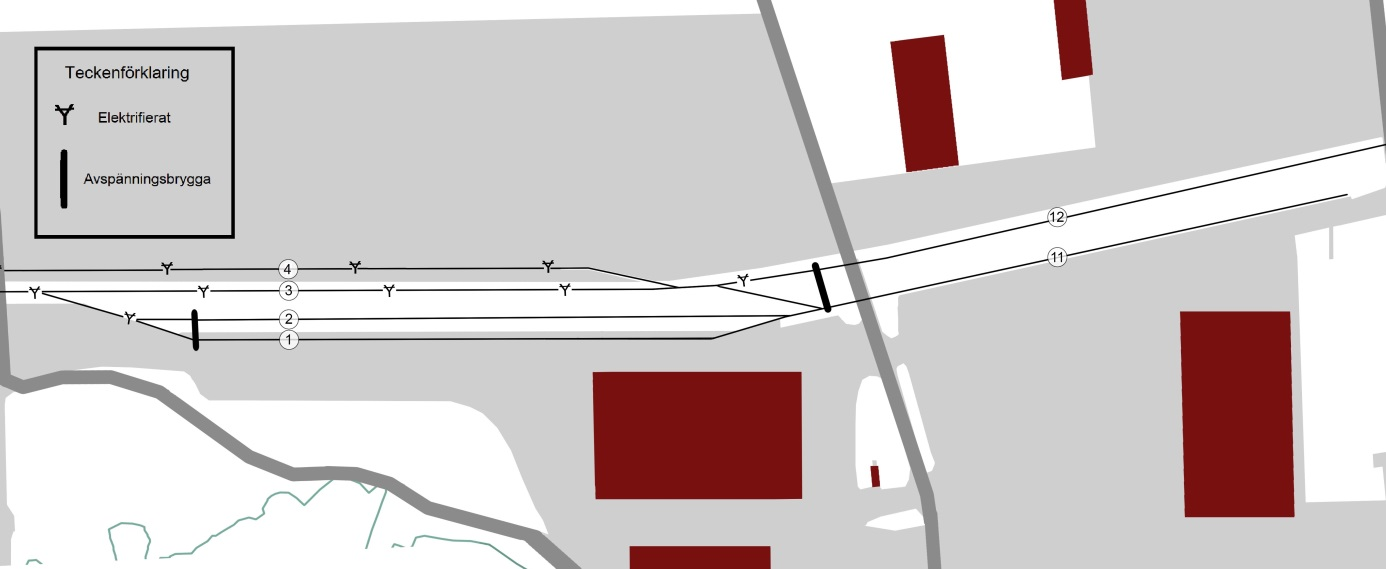 Teckenförklaring
Elektrifierat
Avspänningsbrygga
12
11
4
3
2
1